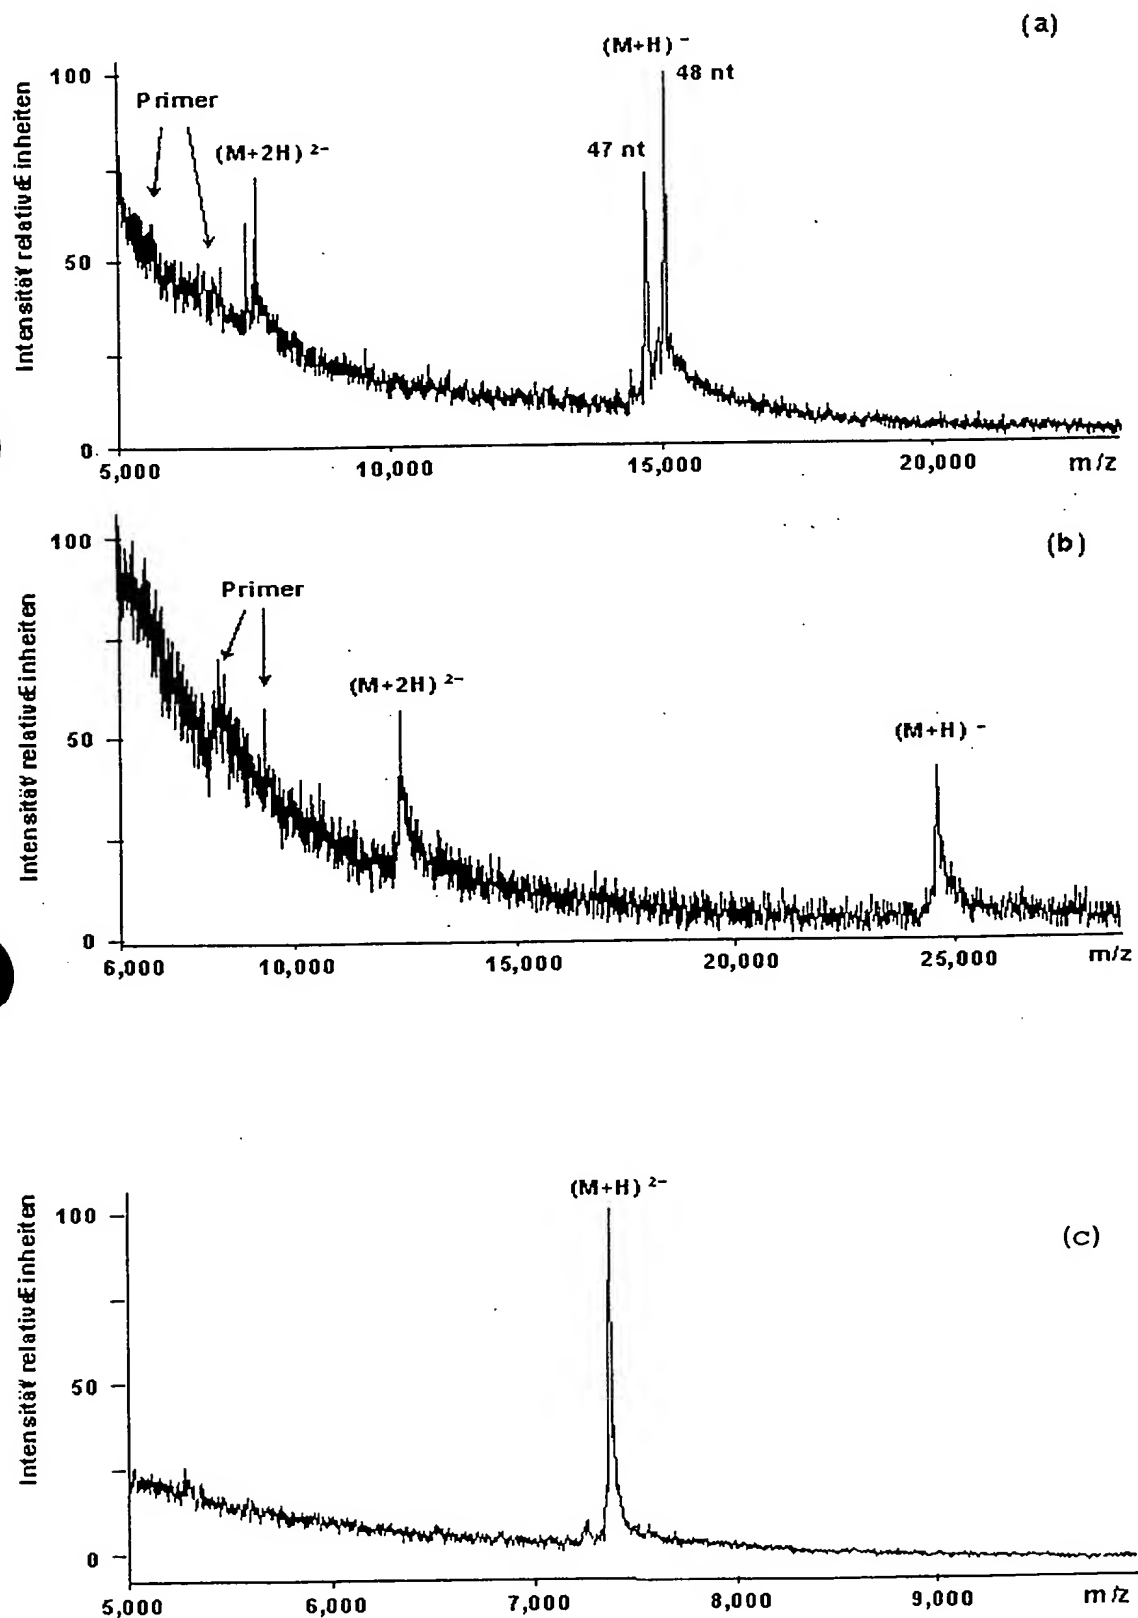 (a)
(M+H) ⁻
48 nt
100
Primer
(M+2H) ²⁻
47 nt
50
0
Intensität/ relative Einheiten
5,000 10,000 15,000 20,000 m/z
(b)
100
Primer
(M+2H) ²⁻
(M+H) ⁻
50
0
Intensität/ relative Einheiten
6,000 10,000 15,000 20,000 25,000 m/z
(M+H) ²⁻
(c)
100
50
0
Intensität/ relative Einheiten
5,000 6,000 7,000 8,000 9,000 m/z